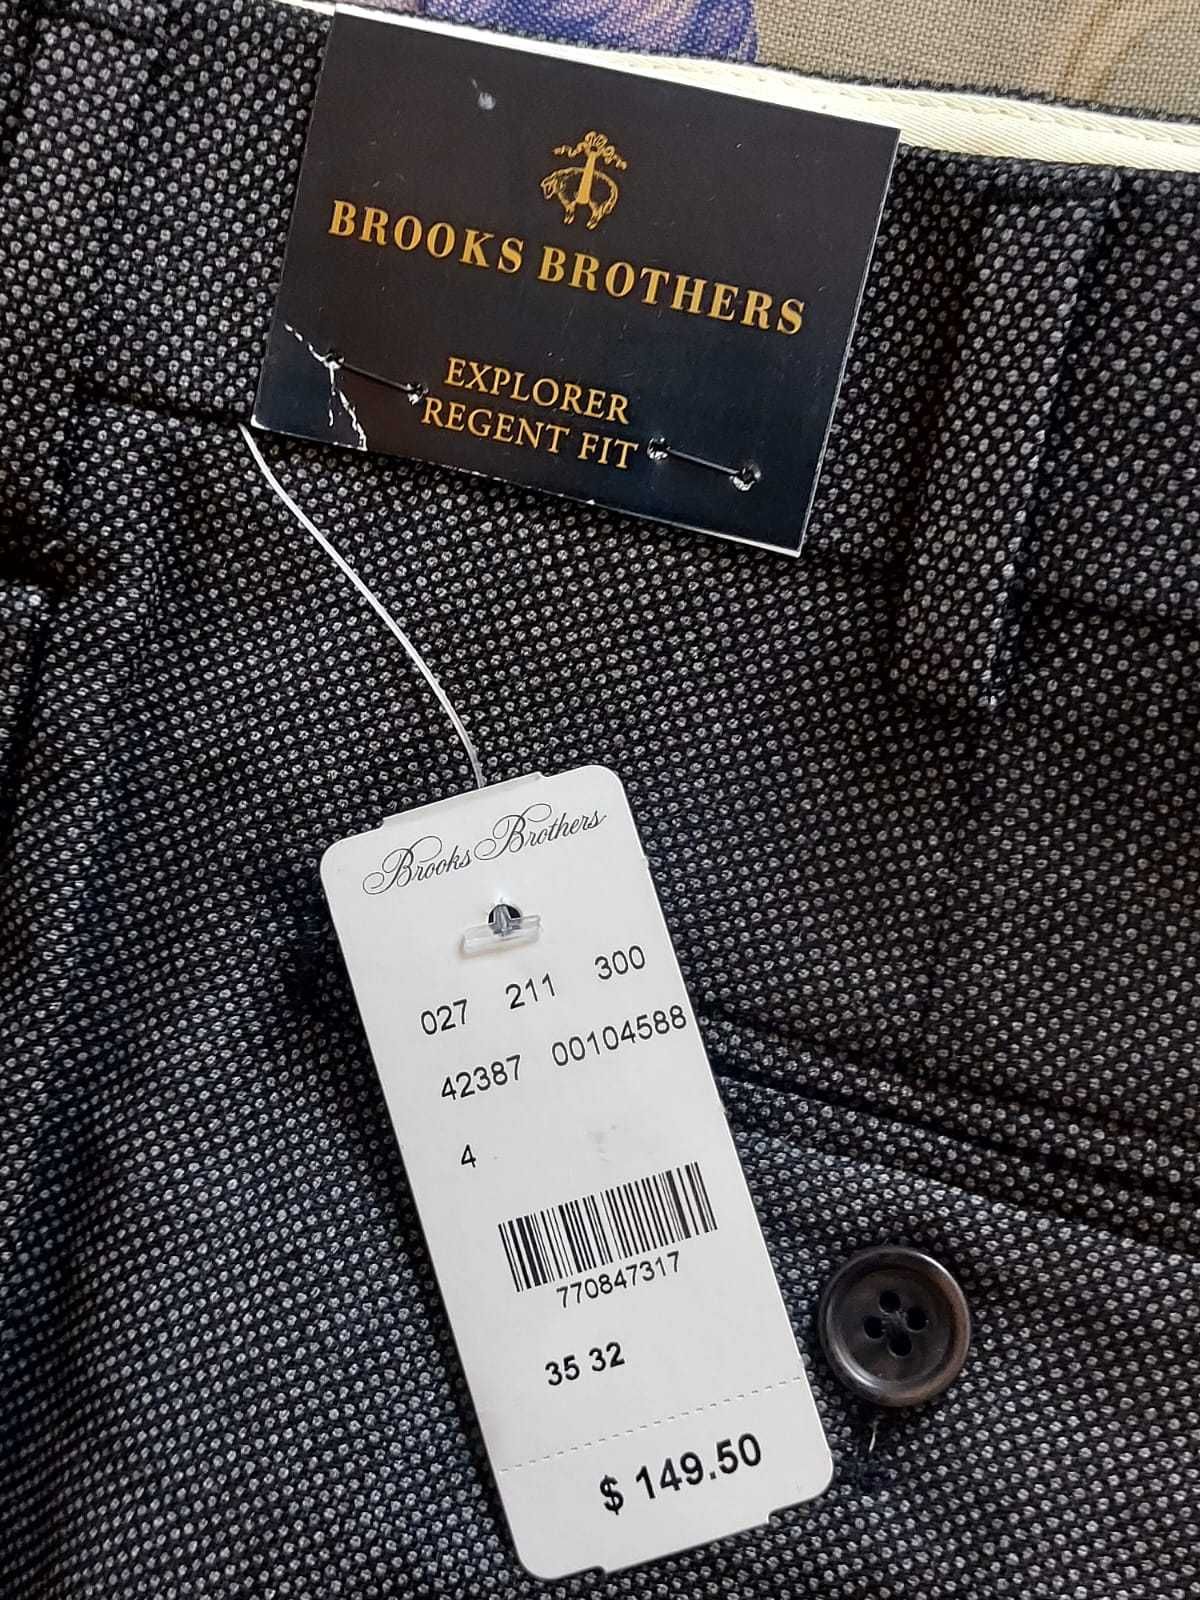 BROOKS BROTHERS
EXPLORER
REGENT FIT
Brooks Brothers
027 211 300
42387 00104588
4
770847317
35 32
$ 149.50